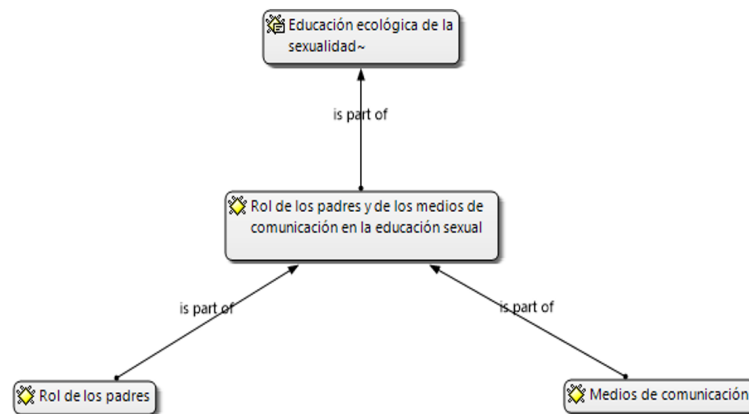 Educación ecológica de la
sexualidad~
is part of
Rol de los padres y de los medios de
comunicación en la educación sexual
is part of
is part of
Rol de los padres
Medios de comunicación